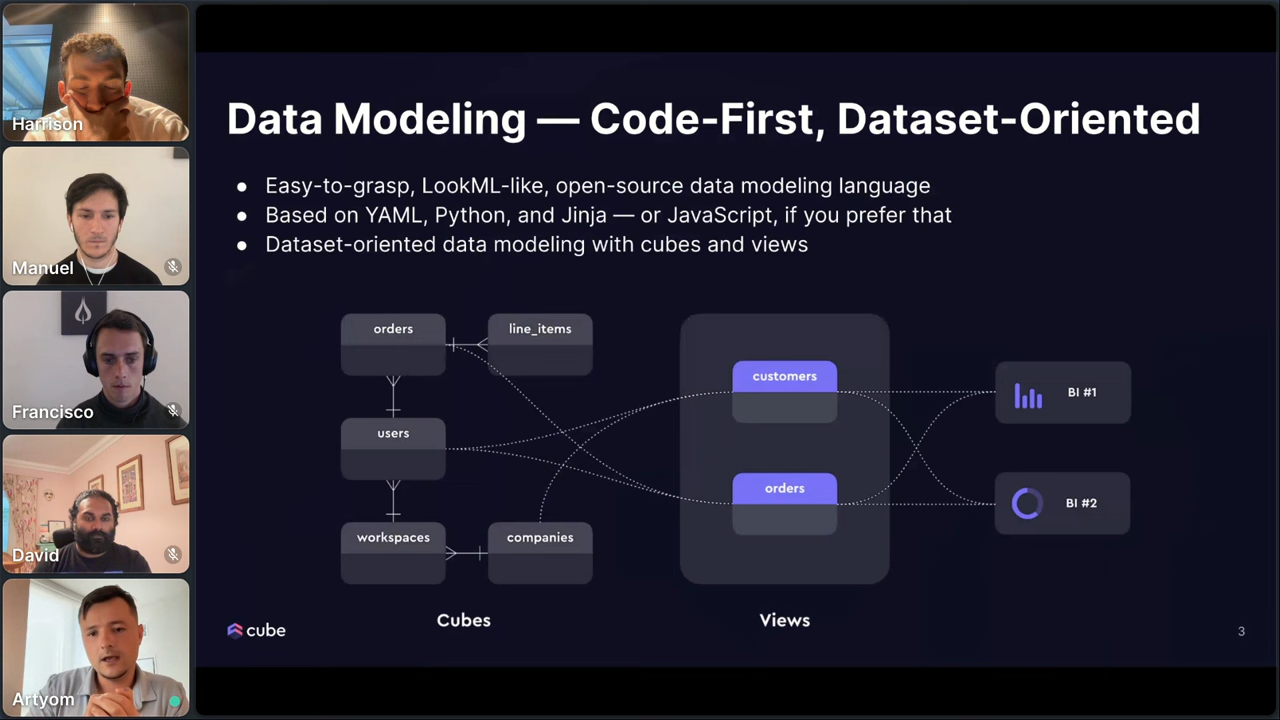 Harrison
Manuel
Francisco
David
Artyom
Data Modeling — Code-First, Dataset-Oriented
● Easy-to-grasp, LookML-like, open-source data modeling language
● Based on YAML, Python, and Jinja — or JavaScript, if you prefer that
● Dataset-oriented data modeling with cubes and views
orders
line_items
users
workspaces
companies
Cubes
customers
orders
Views
BI #1
BI #2
cube
3